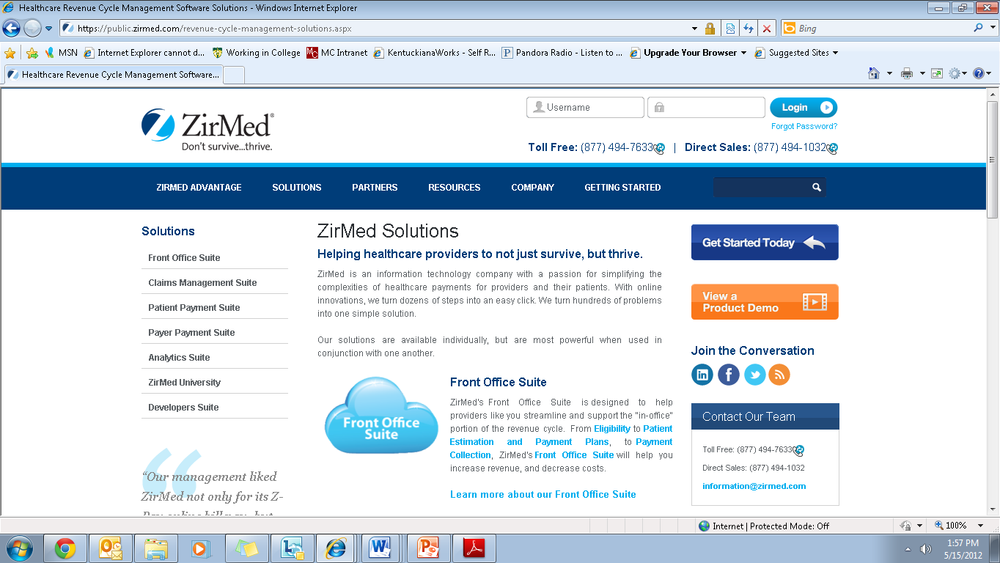 Healthcare Revenue Cycle Management Software Solutions - Windows Internet Explorer
https://public.zirmed.com/revenue-cycle-management-solutions.aspx
Bing
MSN Internet Explorer cannot d... Working in College MC Intranet KentuckianaWorks - Self R... Pandora Radio - Listen to ... Upgrade Your Browser Suggested Sites
Healthcare Revenue Cycle Management Software...
Username
Login
Forgot Password?
ZirMed®
Don't survive...thrive.
Toll Free: (877) 494-7633 | Direct Sales: (877) 494-1032
ZIRMED ADVANTAGE SOLUTIONS PARTNERS RESOURCES COMPANY GETTING STARTED
Solutions
Front Office Suite
Claims Management Suite
Patient Payment Suite
Payer Payment Suite
Analytics Suite
ZirMed University
Developers Suite
“Our management liked
ZirMed not only for its Z-
Pay online bill pay, but
ZirMed Solutions
Helping healthcare providers to not just survive, but thrive.
ZirMed is an information technology company with a passion for simplifying the
complexities of healthcare payments for providers and their patients. With online
innovations, we turn dozens of steps into an easy click. We turn hundreds of problems
into one simple solution.
Our solutions are available individually, but are most powerful when used in
conjunction with one another.
Front Office
Suite
Front Office Suite
ZirMed's Front Office Suite is designed to help
providers like you streamline and support the "in-office"
portion of the revenue cycle. From Eligibility to Patient
Estimation and Payment Plans, to Payment
Collection, ZirMed's Front Office Suite will help you
increase revenue, and decrease costs.
Learn more about our Front Office Suite
Get Started Today
View a
Product Demo
Join the Conversation
Contact Our Team
Toll Free: (877) 494-7633
Direct Sales: (877) 494-1032
information@zirmed.com
Internet | Protected Mode: Off
100%
1:57 PM
5/15/2012